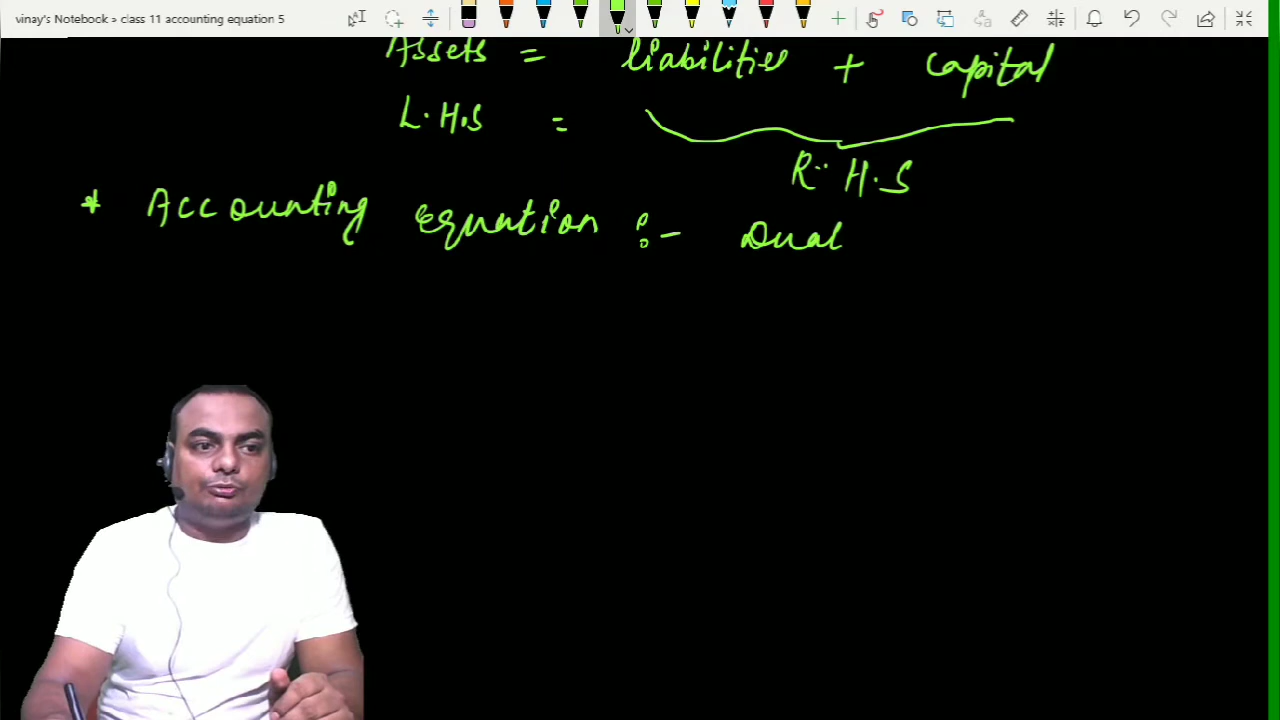 vinay's Notebook > class 11 accounting equation 5
Assets = liabilities + capital
L.H.S =
R.H.S
* Accounting Equation :- Dual